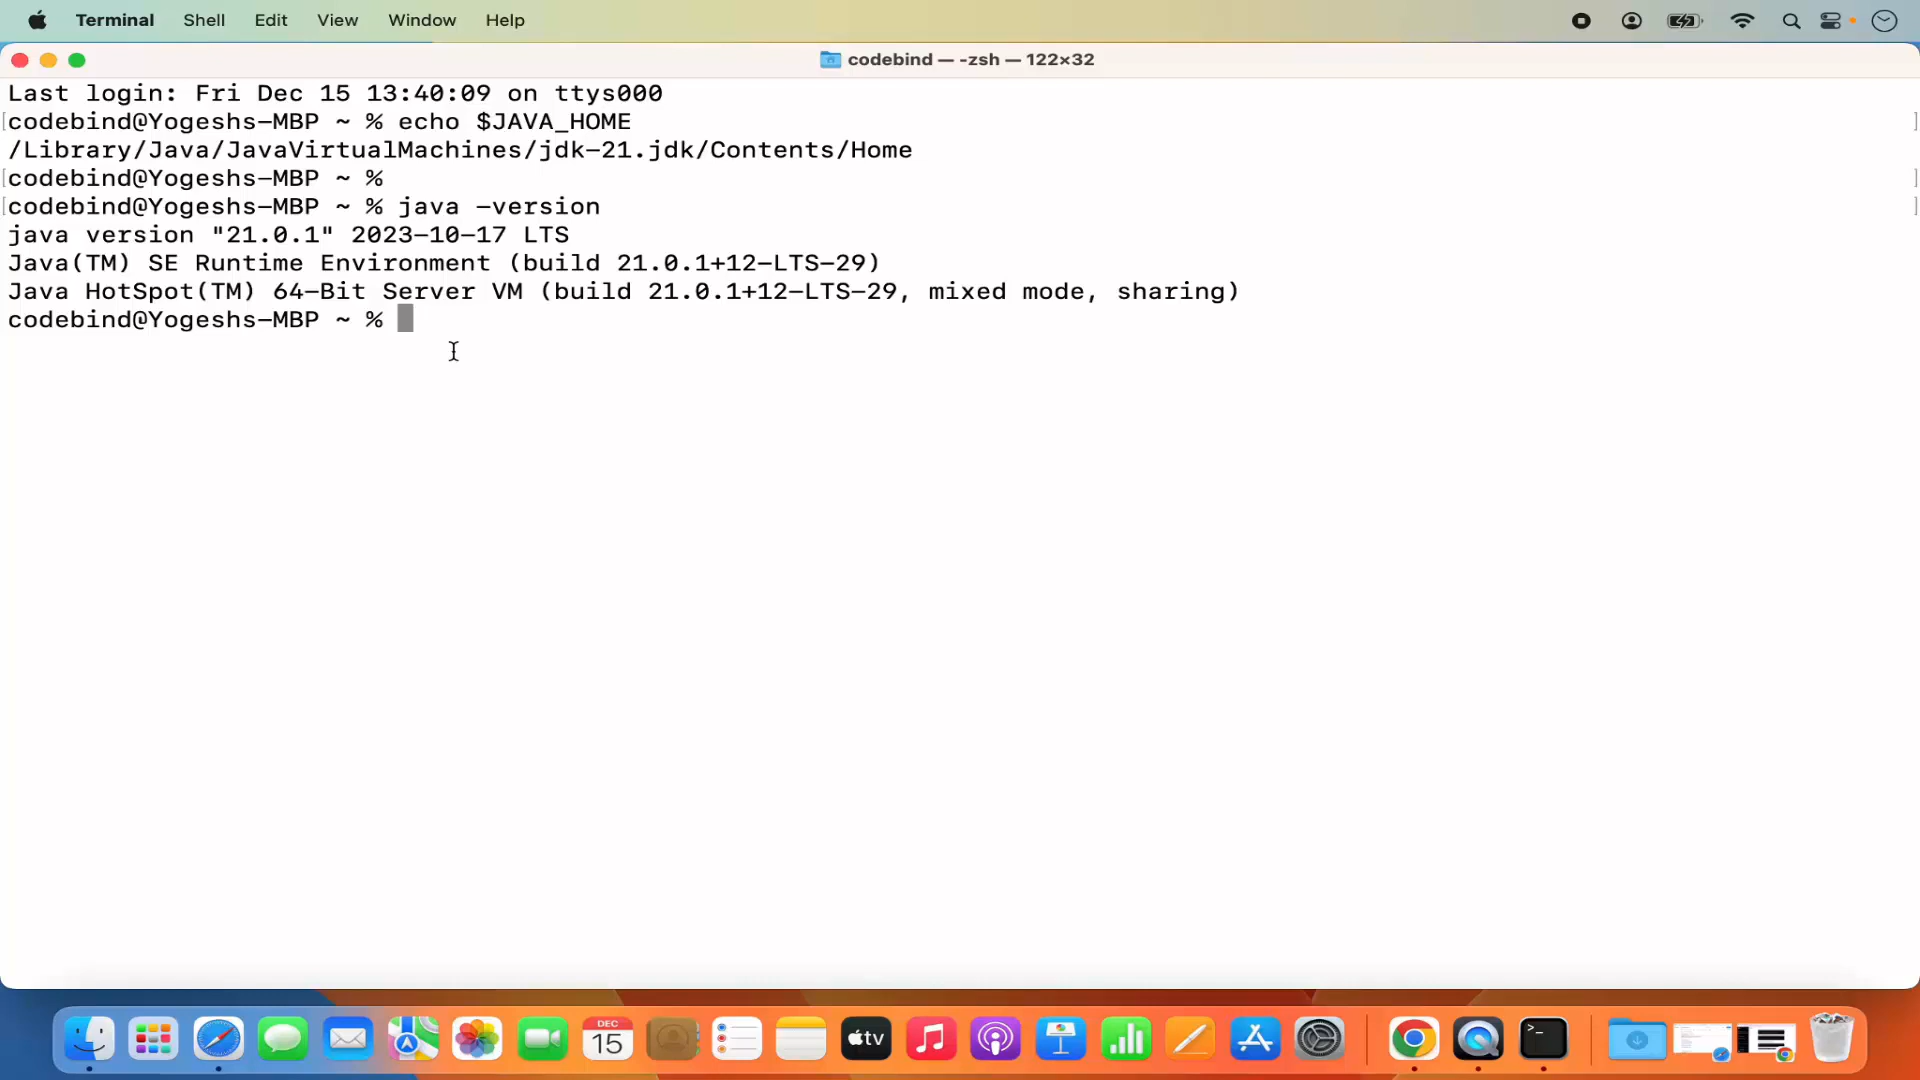 Terminal Shell Edit View Window Help
codebind — -zsh — 122×32
Last login: Fri Dec 15 13:40:09 on ttys000
[codebind@Yogeshs-MBP ~ % echo $JAVA_HOME ]
/Library/Java/JavaVirtualMachines/jdk-21.jdk/Contents/Home
[codebind@Yogeshs-MBP ~ % ]
[codebind@Yogeshs-MBP ~ % java -version ]
java version "21.0.1" 2023-10-17 LTS
Java(TM) SE Runtime Environment (build 21.0.1+12-LTS-29)
Java HotSpot(TM) 64-Bit Server VM (build 21.0.1+12-LTS-29, mixed mode, sharing)
codebind@Yogeshs-MBP ~ %
DEC
15
tv
>_